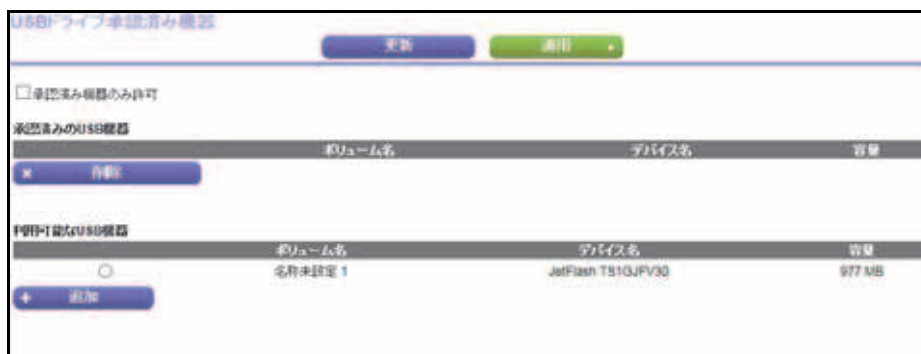 USBドライブ承認済み機器
更新 適用
承認済み機器のみ許可
承認済みのUSB機器
ボリューム名 デバイス名 容量
× 削除
利用可能なUSB機器
ボリューム名 デバイス名 容量
名称未設定 1 JetFlash TS1GJFV30 977 MB
+ 追加